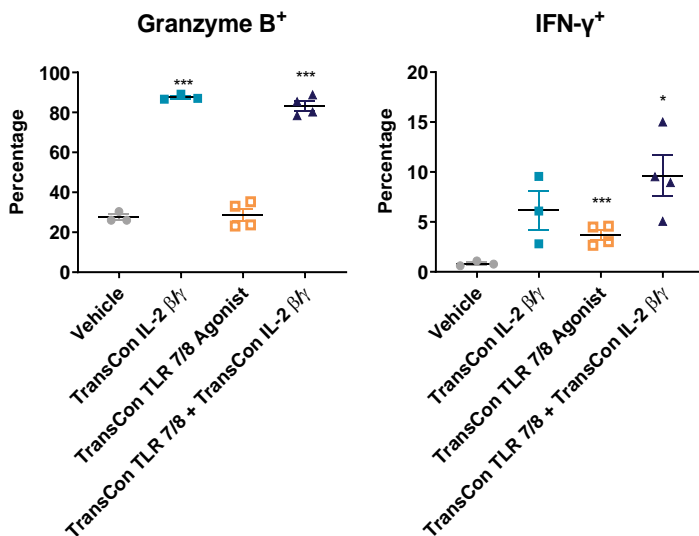 Granzyme B⁺
Percentage
100
80
60
40
20
0
***
***
Vehicle
TransCon IL-2 β/γ
TransCon TLR 7/8 Agonist
TransCon TLR 7/8 + TransCon IL-2 β/γ
IFN-γ⁺
Percentage
20
15
10
5
0
***
*
Vehicle
TransCon IL-2 β/γ
TransCon TLR 7/8 Agonist
TransCon TLR 7/8 + TransCon IL-2 β/γ